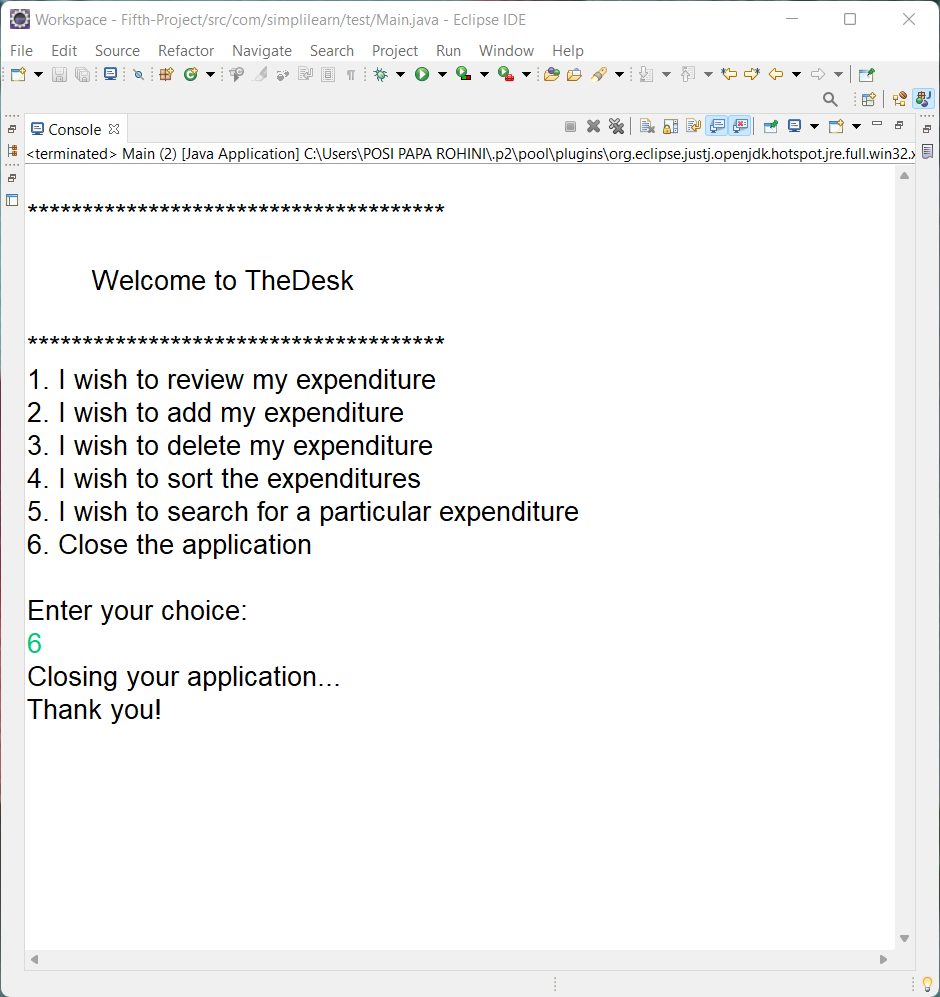 Workspace - Fifth-Project/src/com/simplilearn/test/Main.java - Eclipse IDE
File Edit Source Refactor Navigate Search Project Run Window Help
Console
<terminated> Main (2) [Java Application] C:\Users\POSI PAPA ROHINI\.p2\pool\plugins\org.eclipse.justj.openjdk.hotspot.jre.full.win32.x
**************************************
Welcome to TheDesk
**************************************
1. I wish to review my expenditure
2. I wish to add my expenditure
3. I wish to delete my expenditure
4. I wish to sort the expenditures
5. I wish to search for a particular expenditure
6. Close the application
Enter your choice:
6
Closing your application...
Thank you!